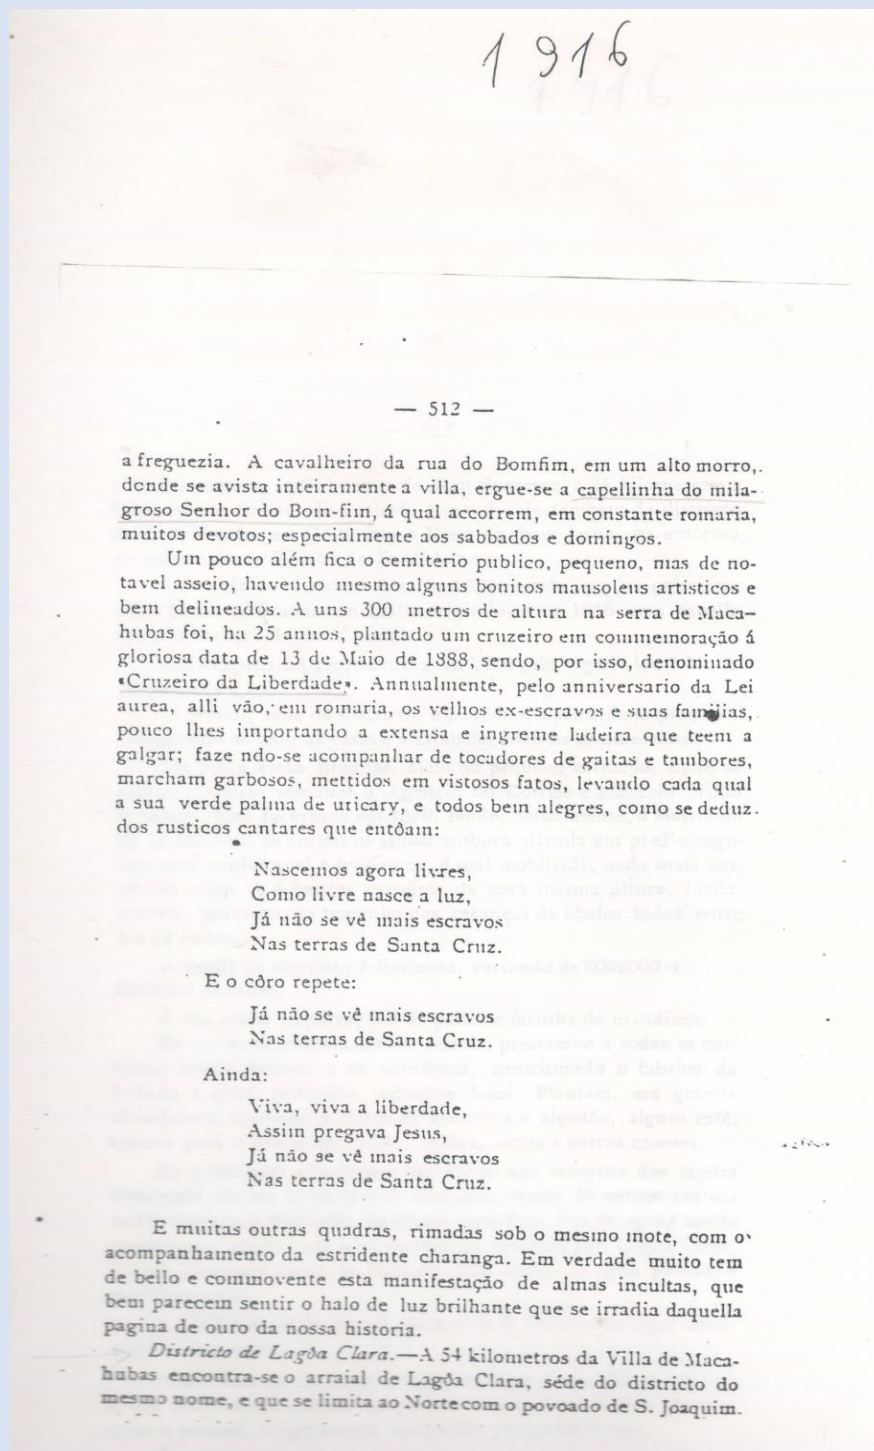 1916
— 512 —
a freguezia. A cavalheiro da rua do Bomfim, em um alto morro,
donde se avista inteiramente a villa, ergue-se a capellinha do mila-
groso Senhor do Bom-fim, á qual accorrem, em constante romaria,
muitos devotos; especialmente aos sabbados e domingos.
Um pouco além fica o cemiterio publico, pequeno, mas de no-
tavel asseio, havendo mesmo alguns bonitos mausoleus artisticos e
bem delineados. A uns 300 metros de altura na serra de Maca-
hubas foi, ha 25 annos, plantado um cruzeiro em commemoração á
gloriosa data de 13 de Maio de 1888, sendo, por isso, denominado
«Cruzeiro da Liberdade». Annualmente, pelo anniversario da Lei
aurea, alli vão, em romaria, os velhos ex-escravos e suas familias,
pouco lhes importando a extensa e ingreme ladeira que teem a
galgar; faze ndo-se acompanhar de tocadores de gaitas e tambores,
marcham garbosos, mettidos em vistosos fatos, levando cada qual
a sua verde palma de uricary, e todos bem alegres, como se deduz
dos rusticos cantares que entôam:
Nascemos agora livres,
Como livre nasce a luz,
Já não se vê mais escravos
Nas terras de Santa Cruz.
E o côro repete:
Já não se vê mais escravos
Nas terras de Santa Cruz.
Ainda:
Viva, viva a liberdade,
Assim pregava Jesus,
Já não se vê mais escravos
Nas terras de Santa Cruz.
E muitas outras quadras, rimadas sob o mesmo mote, com o
acompanhamento da estridente charanga. Em verdade muito tem
de bello e commovente esta manifestação de almas incultas, que
bem parecem sentir o halo de luz brilhante que se irradia daquella
pagina de ouro da nossa historia.
Districto de Lagôa Clara.—A 54 kilometros da Villa de Maca-
hubas encontra-se o arraial de Lagôa Clara, séde do districto do
mesmo nome, e que se limita ao Norte com o povoado de S. Joaquim.